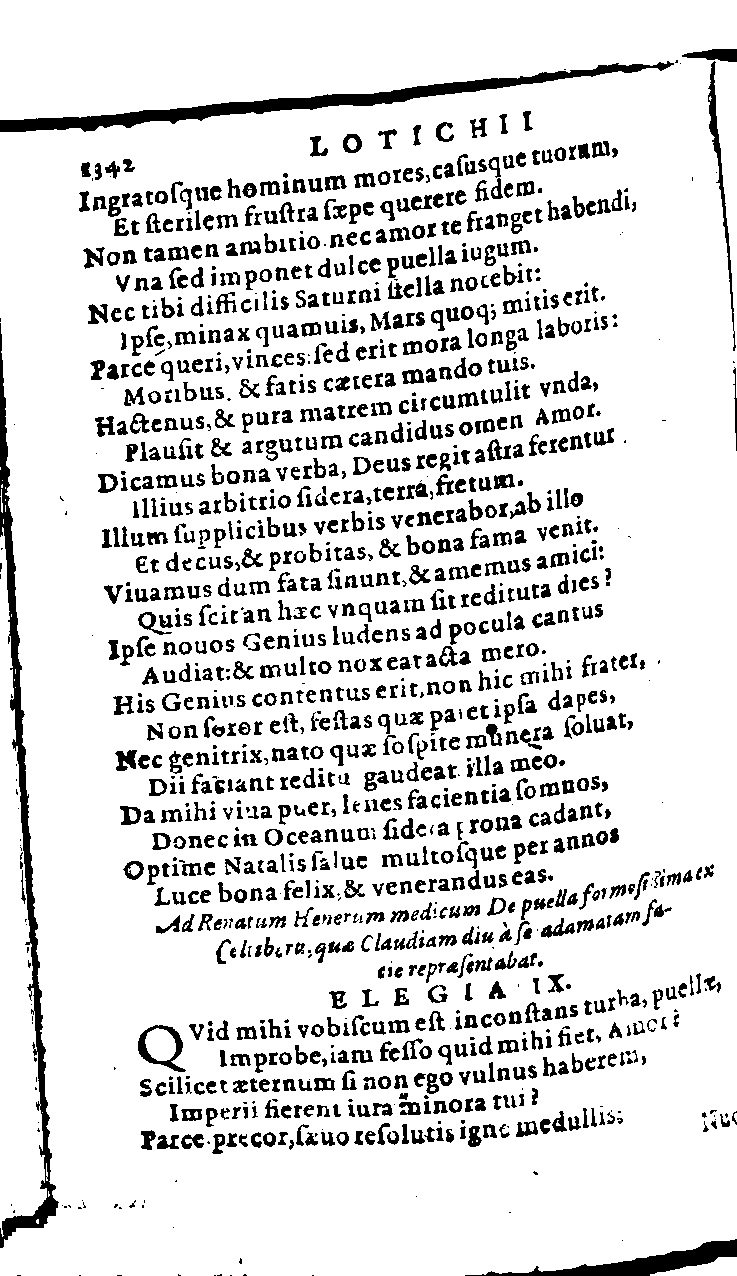 1342 LOTICHII
Ingratoſque hominum mores, caſusque tuorum,
Et ſterilem fruſtra ſæpe querere fidem.
Non tamen ambitio nec amor te franget habendi,
Vna ſed imponet dulce puella iugum.
Nec tibi difficilis Saturni ſtella nocebit:
Ipſe, minax quamuis, Mars quoq; mitis erit.
Parce queri, vinces: ſed erit mora longa laboris:
Moribus, & fatis cætera mando tuis.
Hactenus, & pura matrem circumtulit vnda,
Plauſit & argutum candidus omen Amor.
Dicamus bona verba, Deus regit aſtra ferentur
Illius arbitrio ſidera, terra, fretum.
Illum ſupplicibus verbis venerabor, ab illo
Et decus, & probitas, & bona fama venit.
Viuamus dum fata ſinunt, & amemus amici:
Quis ſcit an hæc vnquam ſit reditura dies?
Ipſe nouos Genius ludens ad pocula cantus
Audiat: & multo nox eat acta mero.
His Genius contentus erit, non hic mihi frater,
Non ſoror eſt, feſtas quæ paret ipſa dapes,
Nec genitrix, nato quæ ſoſpite munera ſoluat,
Dii faciant reditu gaudeat illa meo.
Da mihi viua puer, lenes facientia ſomnos,
Donec in Oceanum ſidera prona cadant,
Optime Natalis ſalue multoſque per annos
Luce bona felix, & venerandus eas.
Ad Renatum Henerum medicum De puella formoſiſſima ex
Celtiberu, quæ Claudiam diu à ſe adamatam fa-
cie repræſentabat.
ELEGIA IX.
QVid mihi vobiſcum eſt inconſtans turba, puellæ,
Improbe, iam feſſo quid mihi fiet, Amor?
Scilicet æternum ſi non ego vulnus haberem,
Imperii fierent iura minora tui?
Parce precor, ſæuo reſolutis igne medullis: